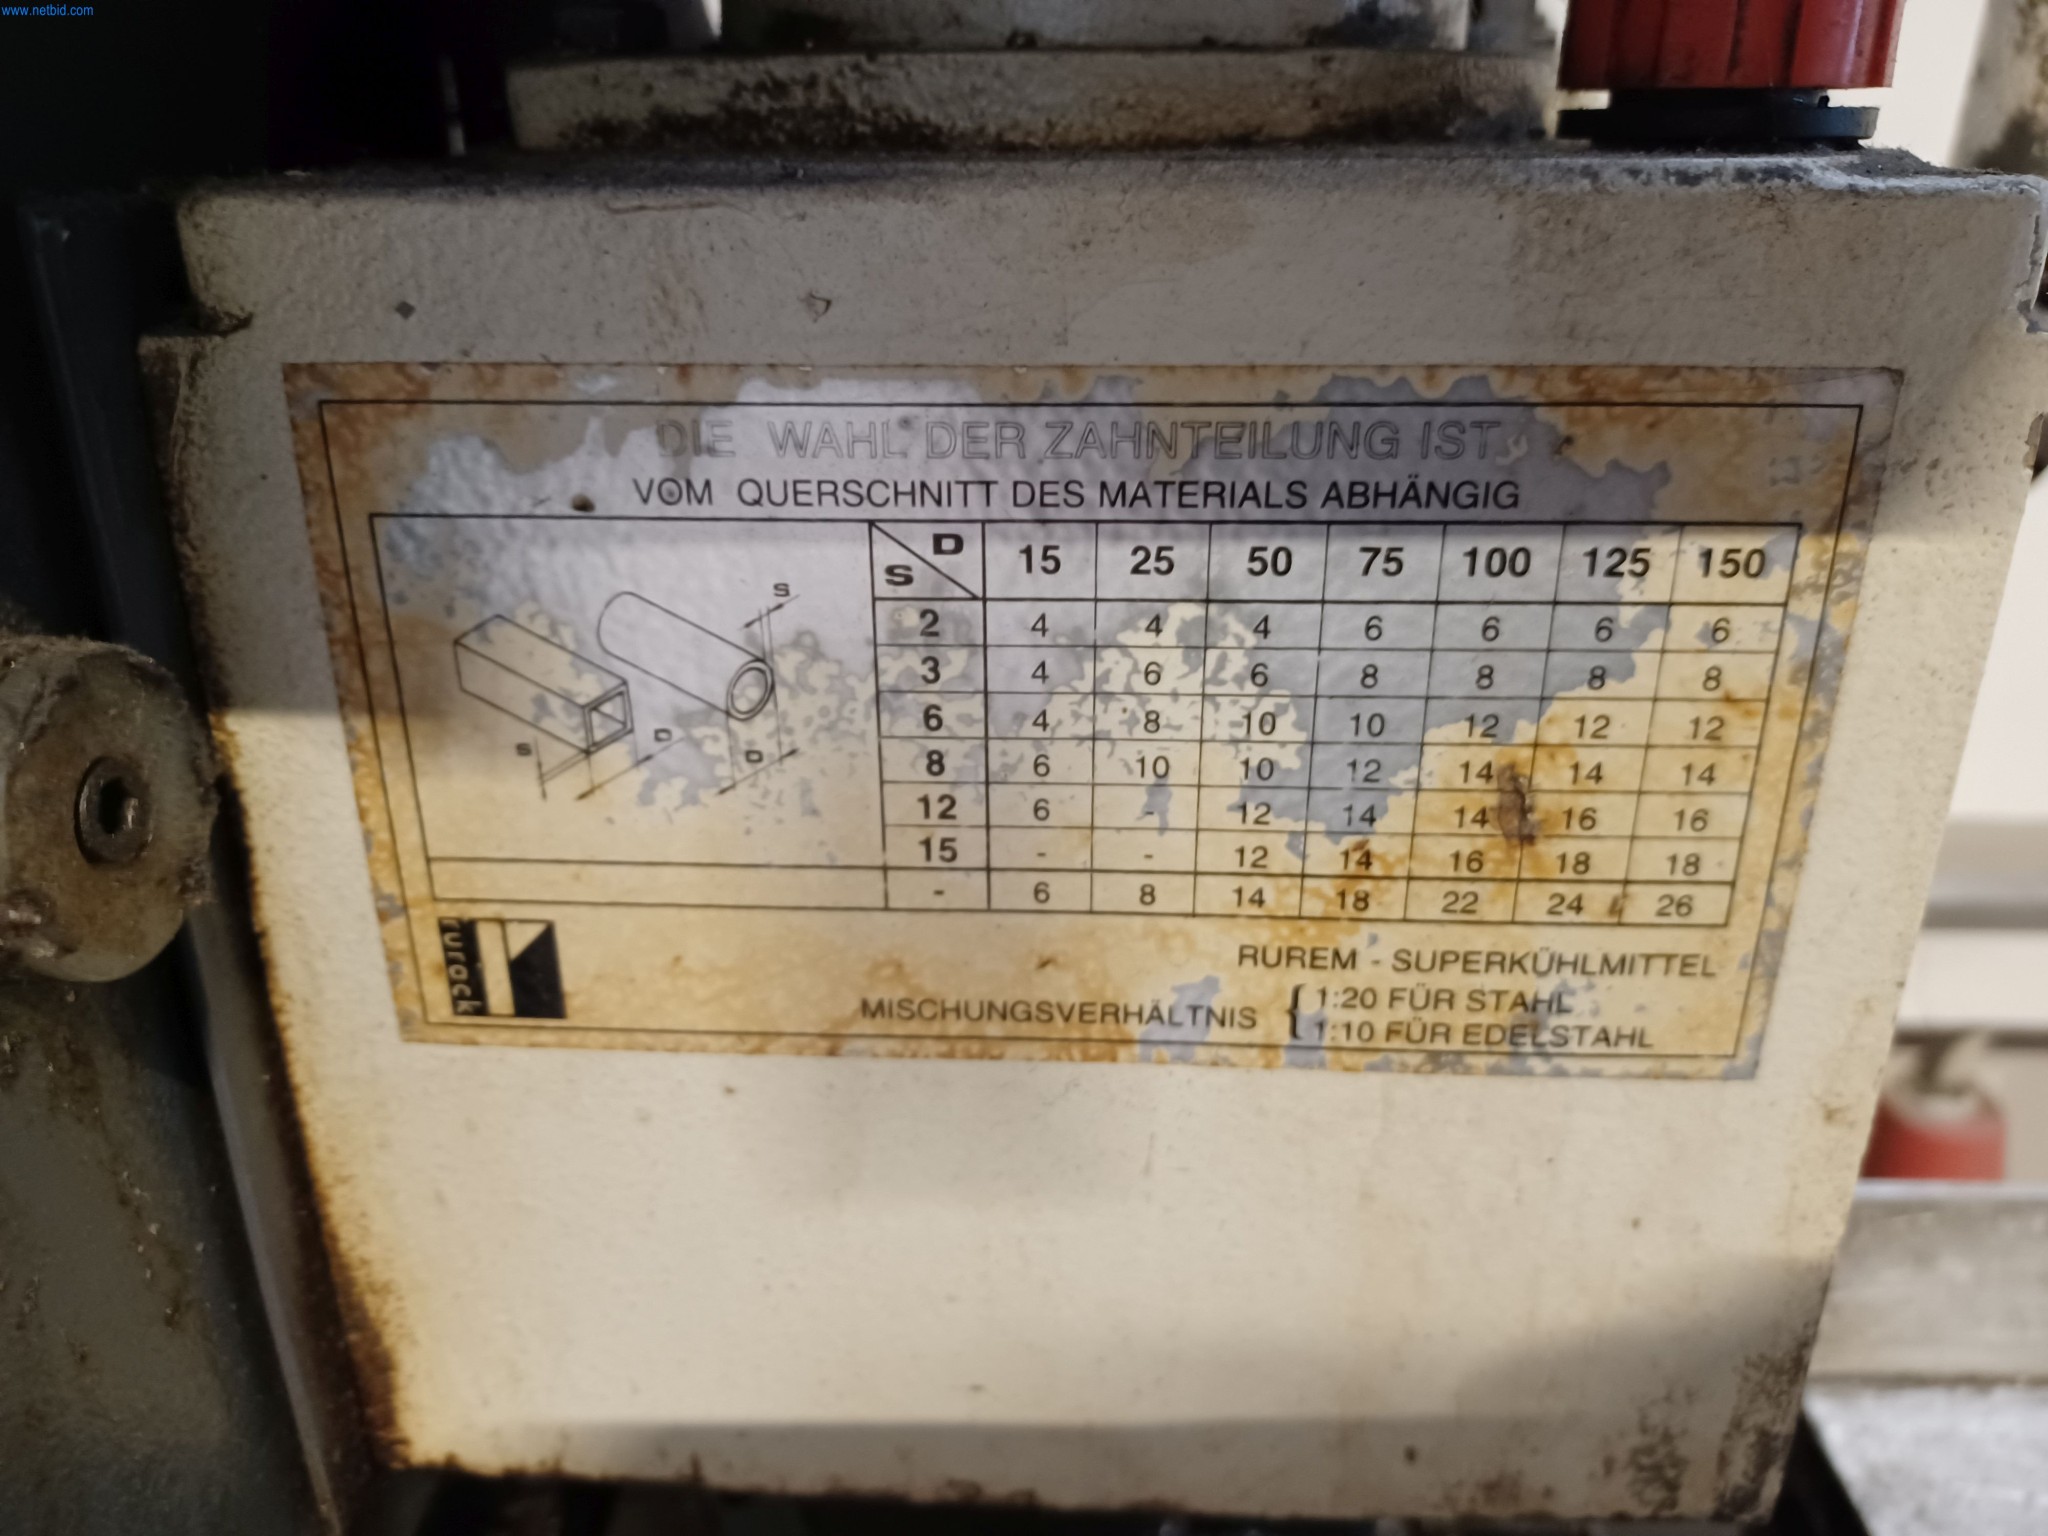 www.netbid.com
DIE WAHL DER ZAHNTEILUNG IST
VOM QUERSCHNITT DES MATERIALS ABHÄNGIG
S D 15 25 50 75 100 125 150
2 4 4 4 6 6 6 6
3 4 6 6 8 8 8 8
6 4 8 10 10 12 12 12
8 6 10 10 12 14 14 14
12 6 - 12 14 14 16 16
15 - - 12 14 16 18 18
- 6 8 14 18 22 24 26
S
S
D
D
rurack
RUREM - SUPERKÜHLMITTEL
MISCHUNGSVERHÄLTNIS { 1:20 FÜR STAHL
1:10 FÜR EDELSTAHL